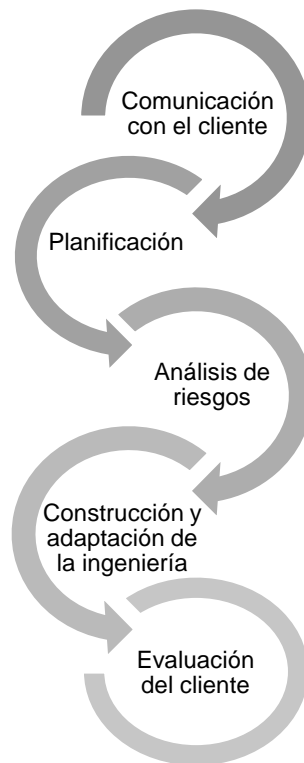 Comunicación
con el cliente
Planificación
Análisis de
riesgos
Construcción y
adaptación de
la ingeniería
Evaluación
del cliente